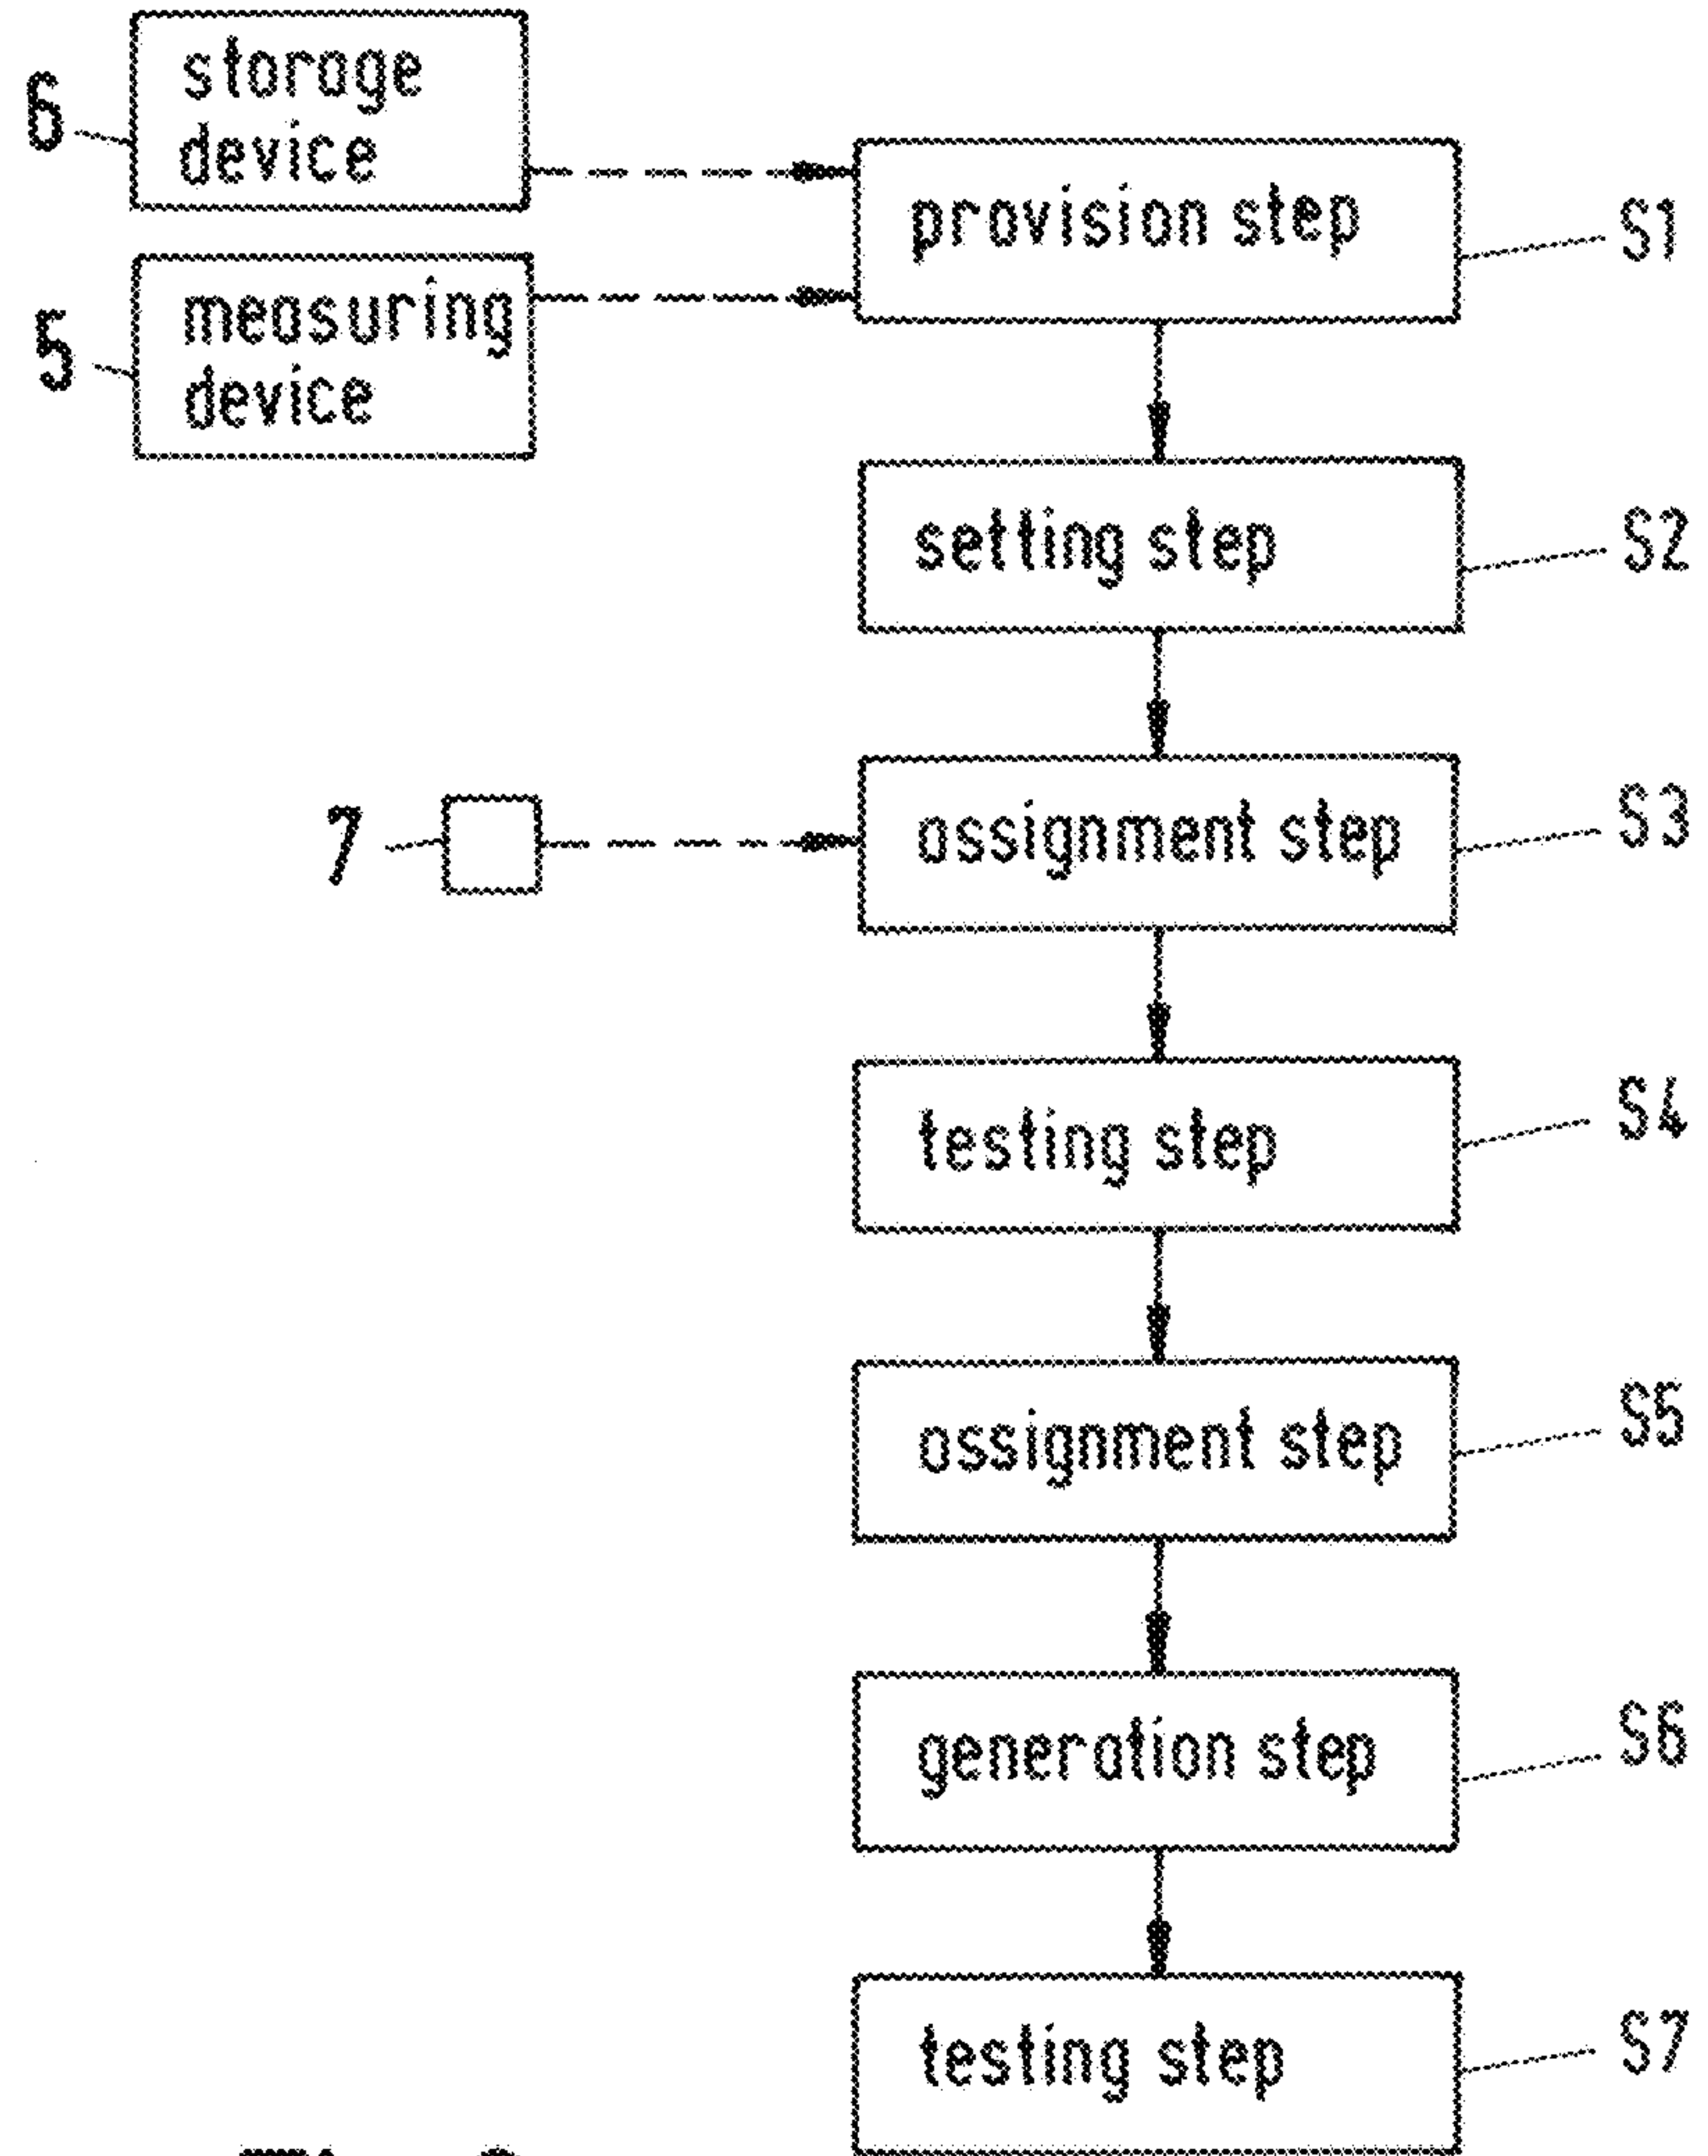 6
storage
device
provision step
S1
5
measuring
device
setting step
S2
7
assignment step
S3
testing step
S4
assignment step
S5
generation step
S6
testing step
S7